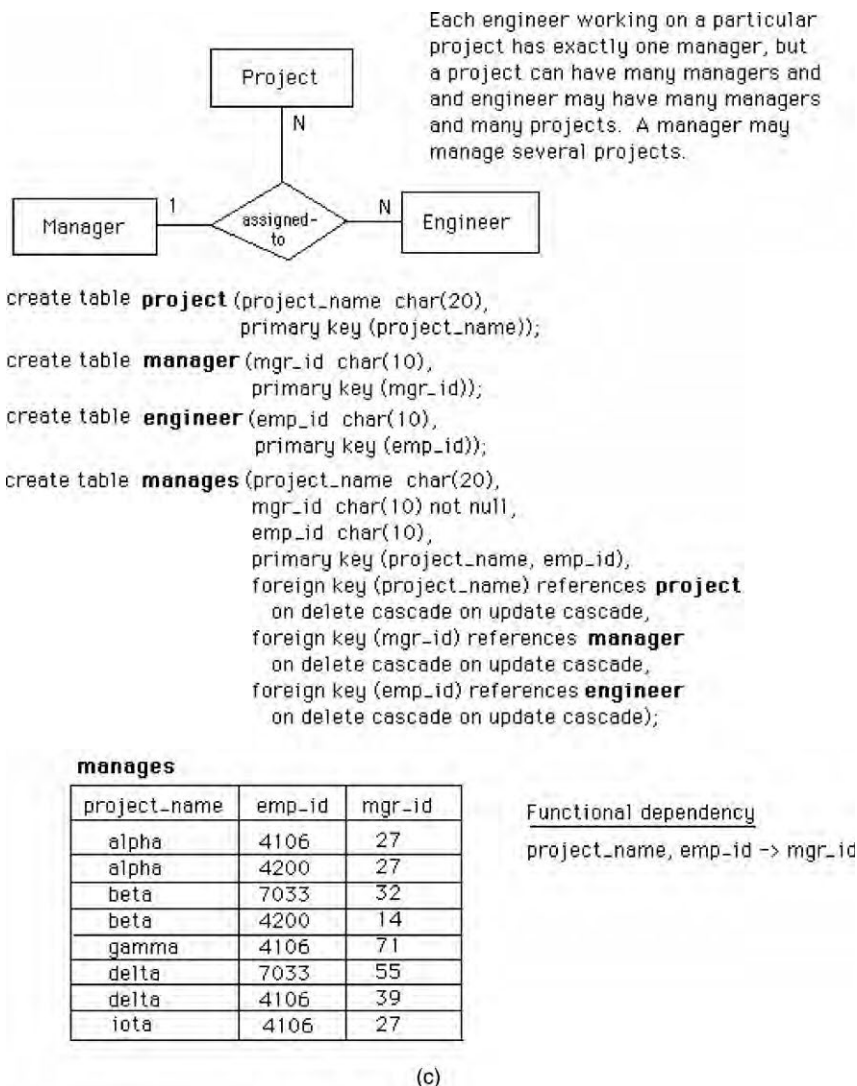 Each engineer working on a particular
project has exactly one manager, but
a project can have many managers and
and engineer may have many managers
and many projects. A manager may
manage several projects.
Project
N
Manager
1
assigned-
to
N
Engineer
create table project (project_name char(20),
primary key (project_name));
create table manager (mgr_id char(10),
primary key (mgr_id));
create table engineer (emp_id char(10),
primary key (emp_id));
create table manages (project_name char(20),
mgr_id char(10) not null,
emp_id char(10),
primary key (project_name, emp_id),
foreign key (project_name) references project
on delete cascade on update cascade,
foreign key (mgr_id) references manager
on delete cascade on update cascade,
foreign key (emp_id) references engineer
on delete cascade on update cascade);
manages
project_name emp_id mgr_id
alpha 4106 27
alpha 4200 27
beta 7033 32
beta 4200 14
gamma 4106 71
delta 7033 55
delta 4106 39
iota 4106 27
Functional dependency
project_name, emp_id -> mgr_id
(c)